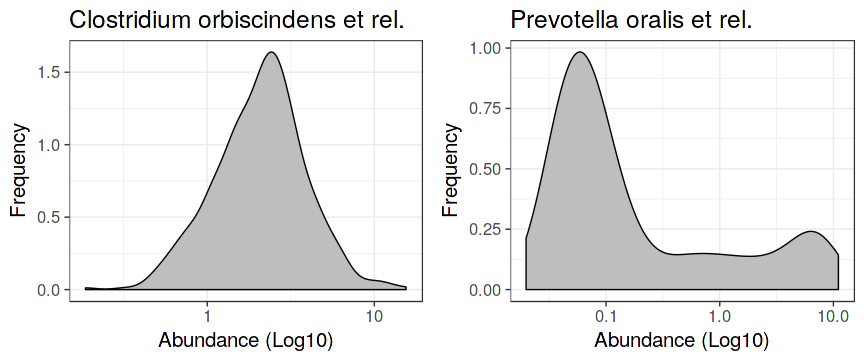 Clostridium orbiscindens et rel.
1.5
1.0
0.5
0.0
Frequency
1 10
Abundance (Log10)
Prevotella oralis et rel.
1.00
0.75
0.50
0.25
0.00
Frequency
0.1 1.0 10.0
Abundance (Log10)